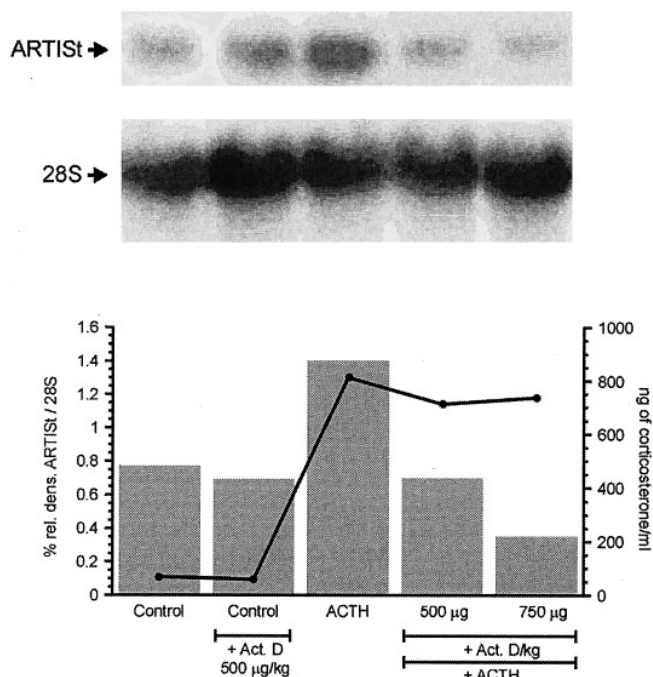 ARTISt
28S
% rel. dens. ARTISt / 28S
1.6
1.4
1.2
1
0.8
0.6
0.4
0.2
0
1000
800
600
400
200
0
ng of corticosterone/ml
Control
Control
ACTH
500 µg
750 µg
+ Act. D
500 µg/kg
+ Act. D/kg
+ ACTH